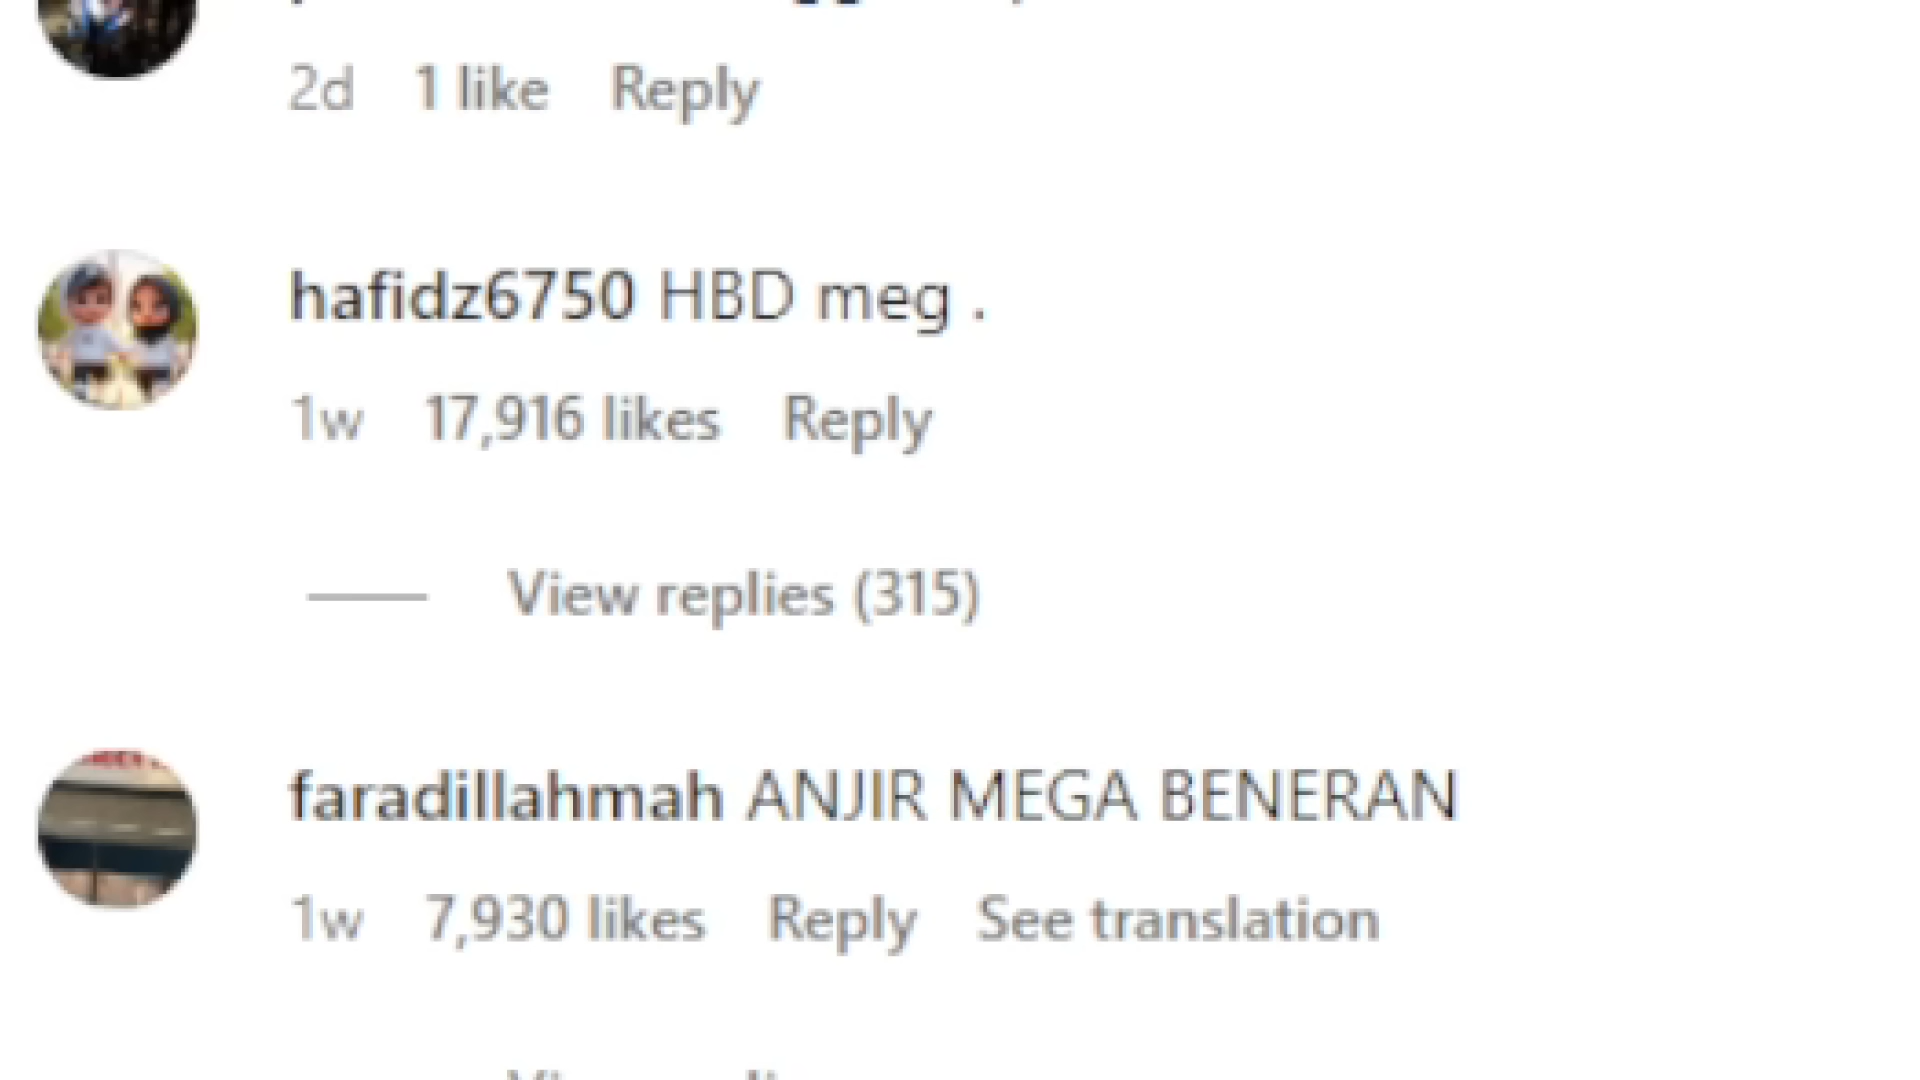 2d 1 like Reply
hafidz6750 HBD meg .
1w 17,916 likes Reply
View replies (315)
faradillahmah ANJIR MEGA BENERAN
1w 7,930 likes Reply See translation